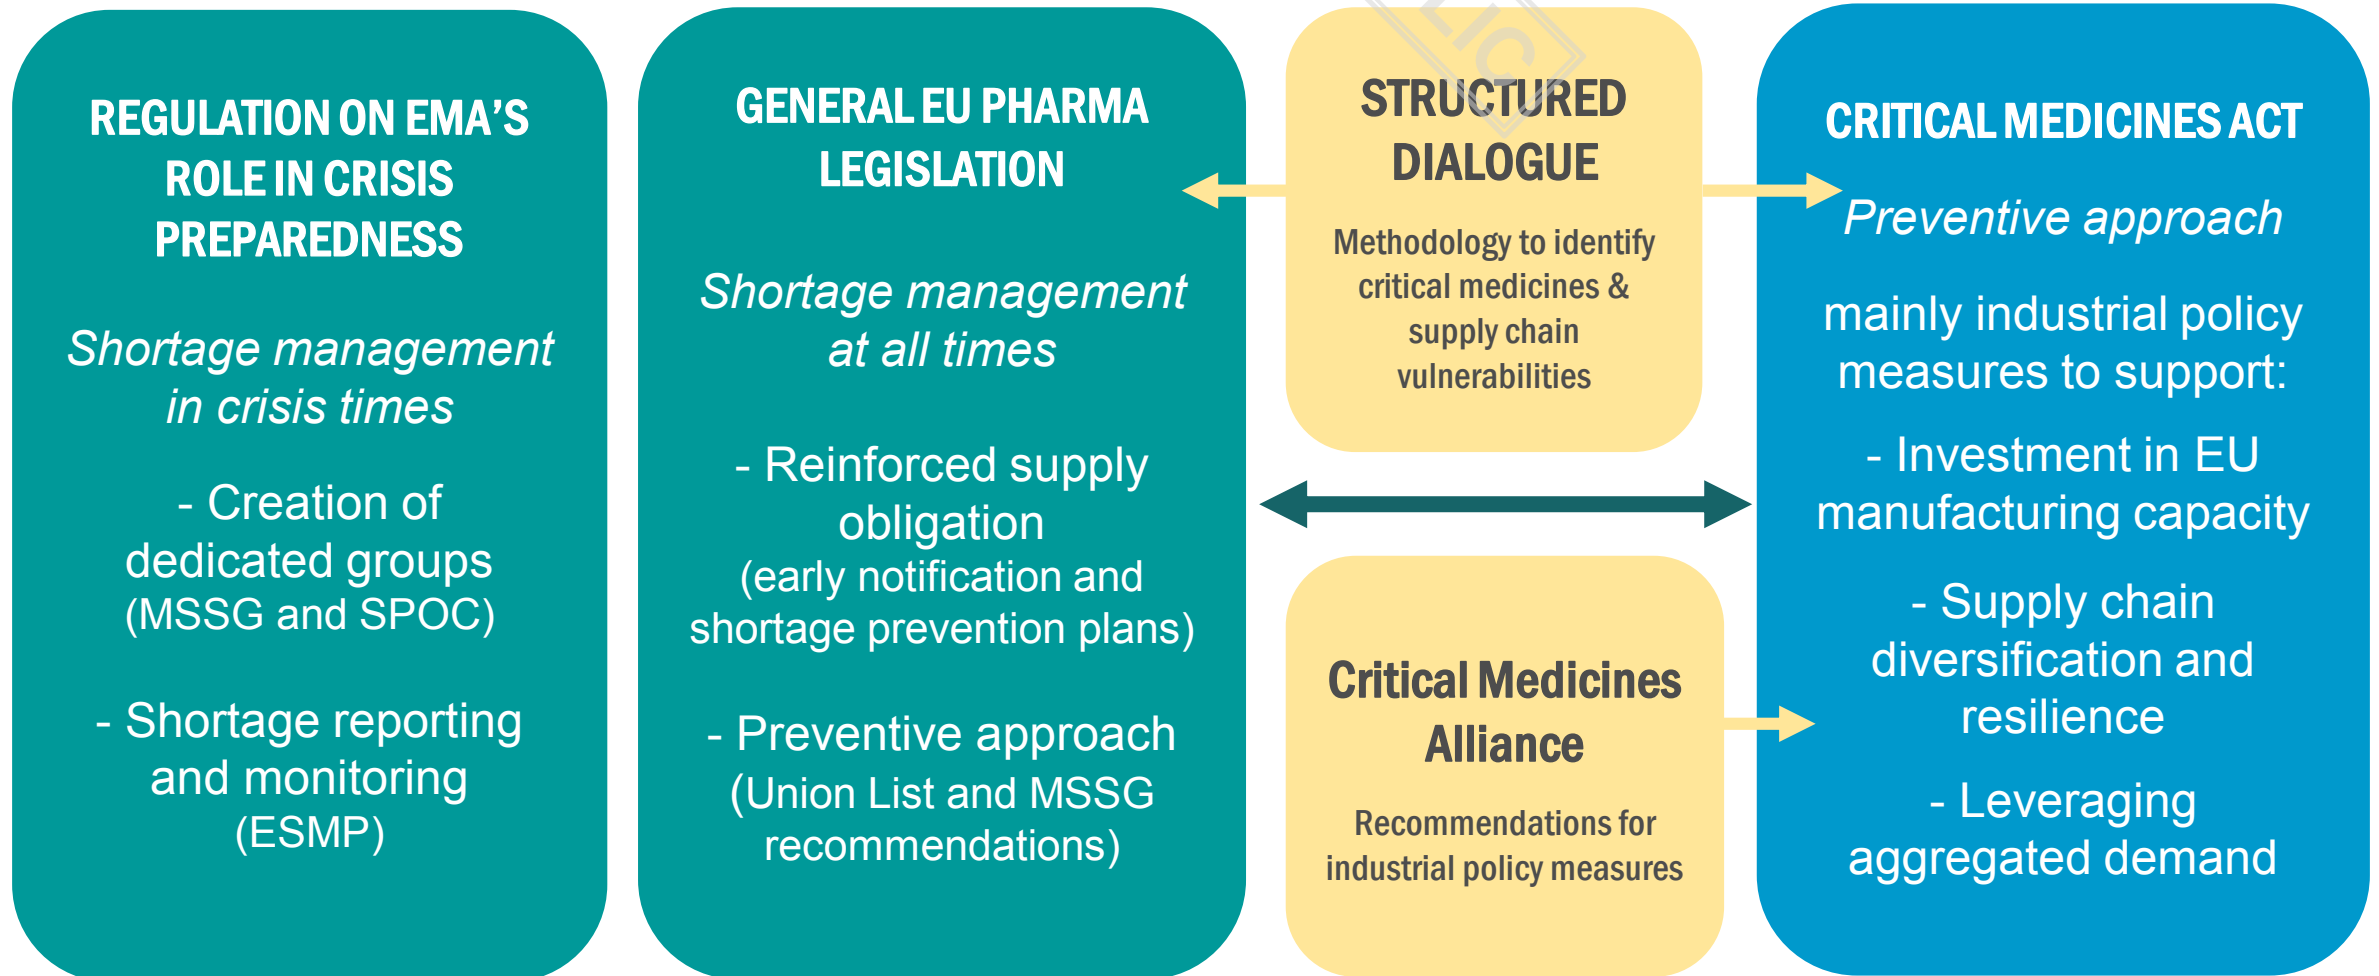 REGULATION ON EMA’S
ROLE IN CRISIS
PREPAREDNESS
Shortage management
in crisis times
- Creation of
dedicated groups
(MSSG and SPOC)
- Shortage reporting
and monitoring
(ESMP)
GENERAL EU PHARMA
LEGISLATION
Shortage management
at all times
- Reinforced supply
obligation
(early notification and
shortage prevention plans)
- Preventive approach
(Union List and MSSG
recommendations)
LIC
STRUCTURED
DIALOGUE
Methodology to identify
critical medicines &
supply chain
vulnerabilities
Critical Medicines
Alliance
Recommendations for
industrial policy measures
CRITICAL MEDICINES ACT
Preventive approach
mainly industrial policy
measures to support:
- Investment in EU
manufacturing capacity
- Supply chain
diversification and
resilience
- Leveraging
aggregated demand